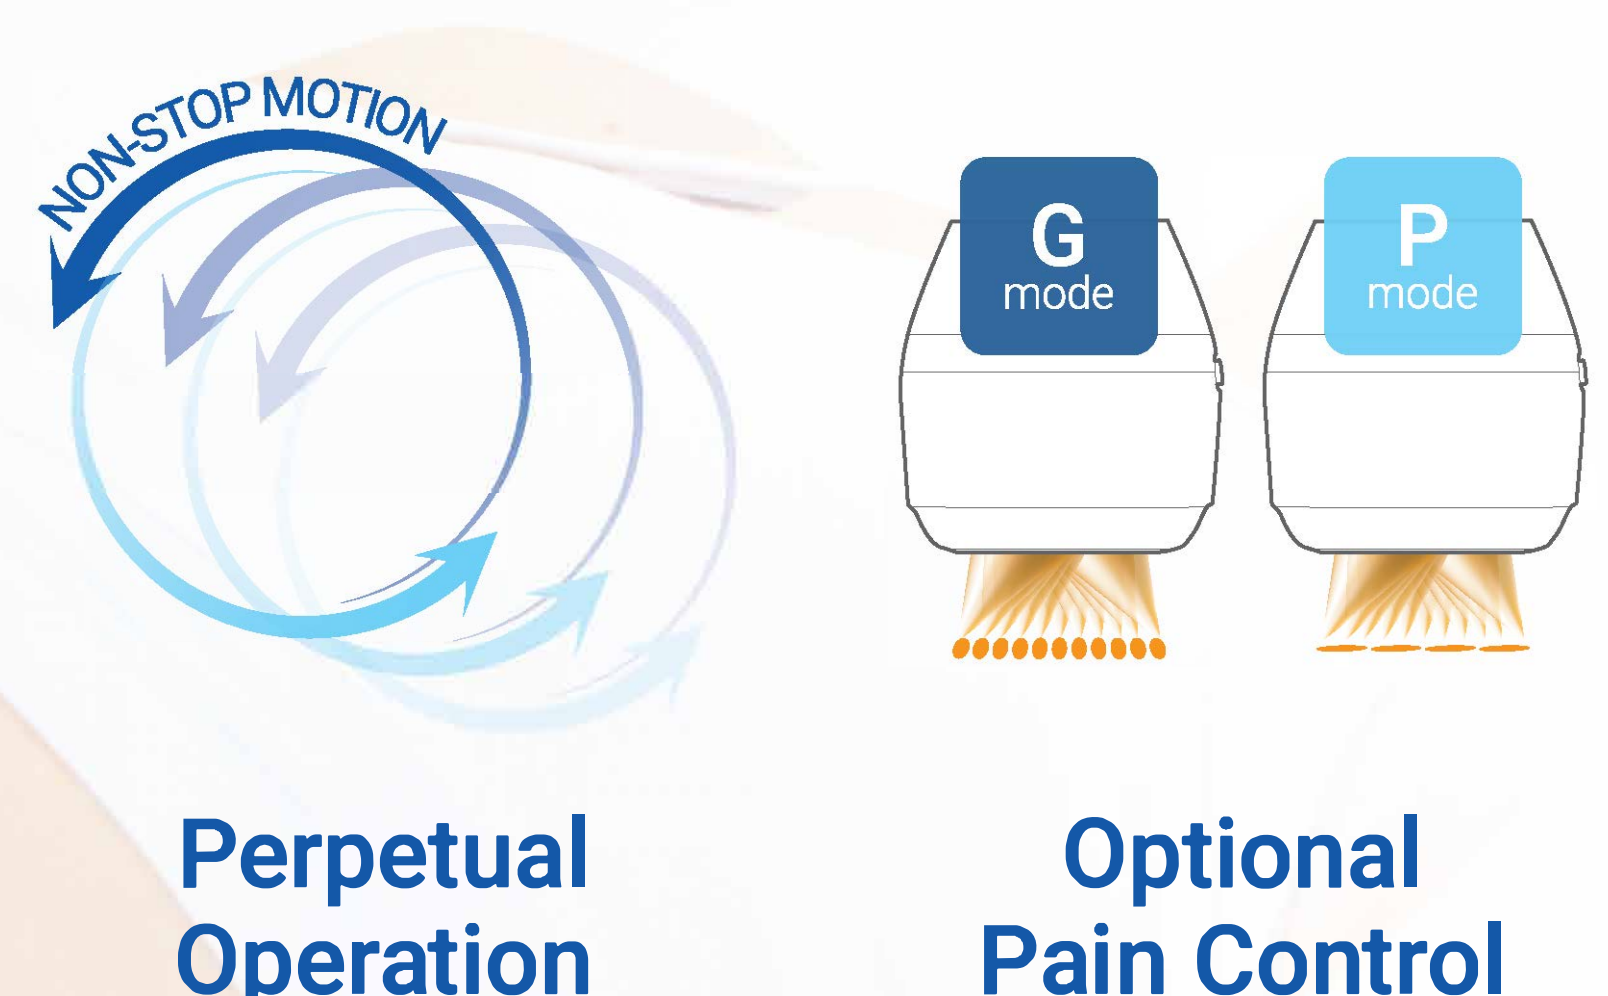 NON-STOP MOTION
G
mode
P
mode
Perpetual
Operation
Optional
Pain Control